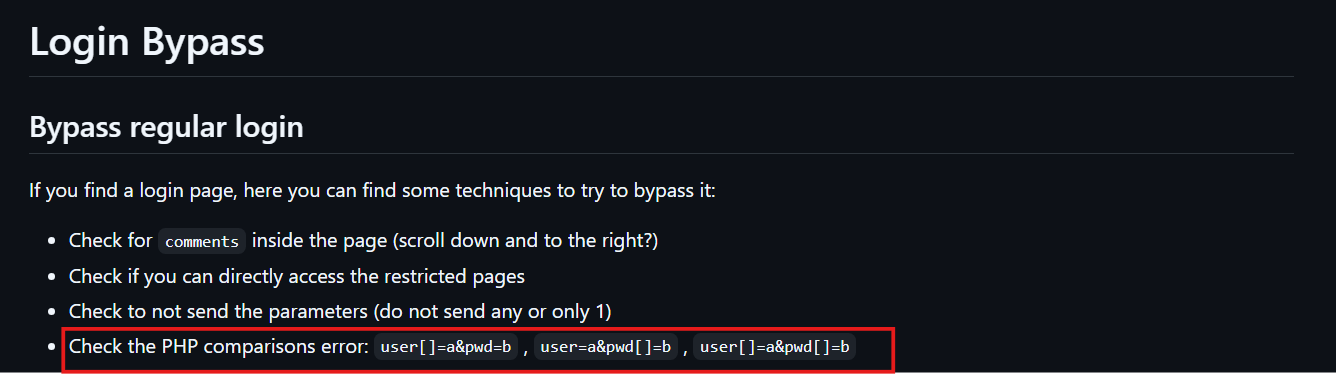 Login Bypass
Bypass regular login
If you find a login page, here you can find some techniques to try to bypass it:
• Check for comments inside the page (scroll down and to the right?)
• Check if you can directly access the restricted pages
• Check to not send the parameters (do not send any or only 1)
• Check the PHP comparisons error: user[]=a&pwd=b , user=a&pwd[]=b , user[]=a&pwd[]=b